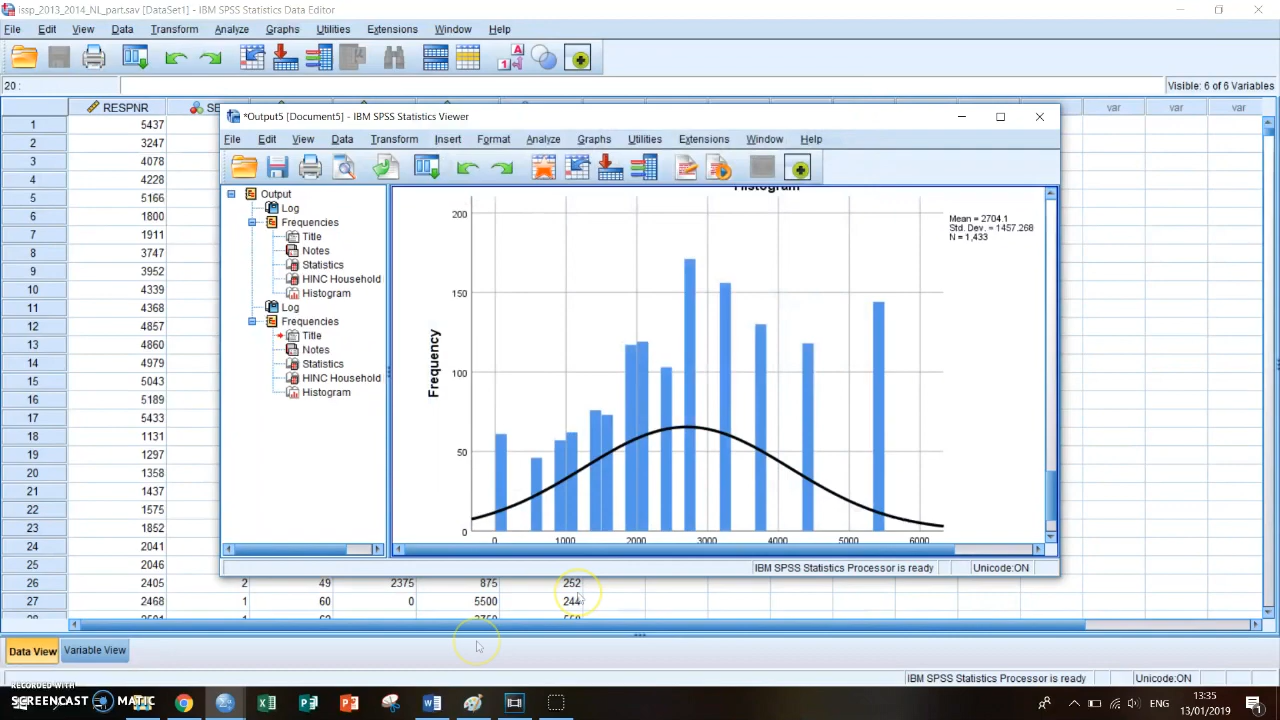 issp_2013_2014_NL_part.sav [DataSet1] - IBM SPSS Statistics Data Editor
File Edit View Data Transform Analyze Graphs Utilities Extensions Window Help
20 :
Visible: 6 of 6 Variables
RESPNR SE var var var
1 5437
2 3247
3 4078
4 4228
5 5166
6 1800
7 1911
8 3747
9 3952
10 4339
11 4368
12 4857
13 4860
14 4979
15 5043
16 5189
17 5433
18 1131
19 1297
20 1358
21 1437
22 1575
23 1852
24 2041
25 2046
26 2405 2 49 2375 875 252
27 2468 1 60 0 5500 244
*Output5 [Document5] - IBM SPSS Statistics Viewer
File Edit View Data Transform Insert Format Analyze Graphs Utilities Extensions Window Help
Output
Log
Frequencies
Title
Notes
Statistics
HINC Household
Histogram
Log
Frequencies
Title
Notes
Statistics
HINC Household
Histogram
Histogram
Mean = 2704.1
Std. Dev. = 1457.268
N = 1,433
Frequency
200
150
100
50
0
0 1000 2000 3000 4000 5000 6000
IBM SPSS Statistics Processor is ready Unicode:ON
Data View Variable View
IBM SPSS Statistics Processor is ready Unicode:ON
RECORDED WITH
SCREENCAST MATIC
ENG
13:35
13/01/2019